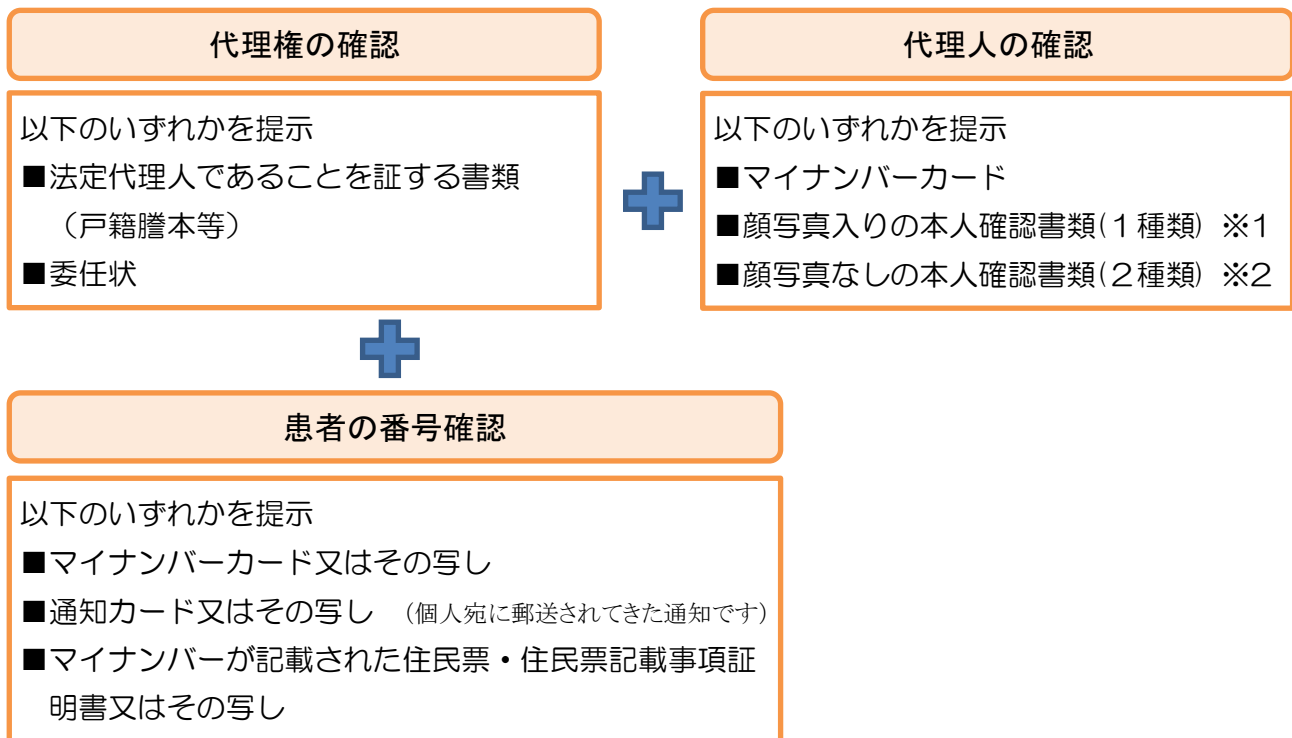 代理権の確認
以下のいずれかを提示
■法定代理人であることを証する書類
（戸籍謄本等）
■委任状
代理人の確認
以下のいずれかを提示
■マイナンバーカード
■顔写真入りの本人確認書類(１種類) ※1
■顔写真なしの本人確認書類(２種類) ※2
患者の番号確認
以下のいずれかを提示
■マイナンバーカード又はその写し
■通知カード又はその写し （個人宛に郵送されてきた通知です）
■マイナンバーが記載された住民票・住民票記載事項証
明書又はその写し